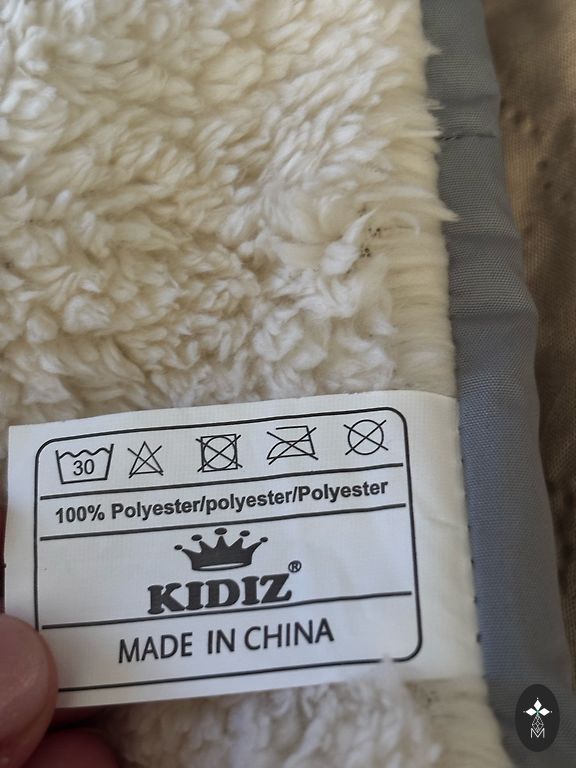 30
100% Polyester/polyester/Polyester
KIDIZ®
MADE IN CHINA
M